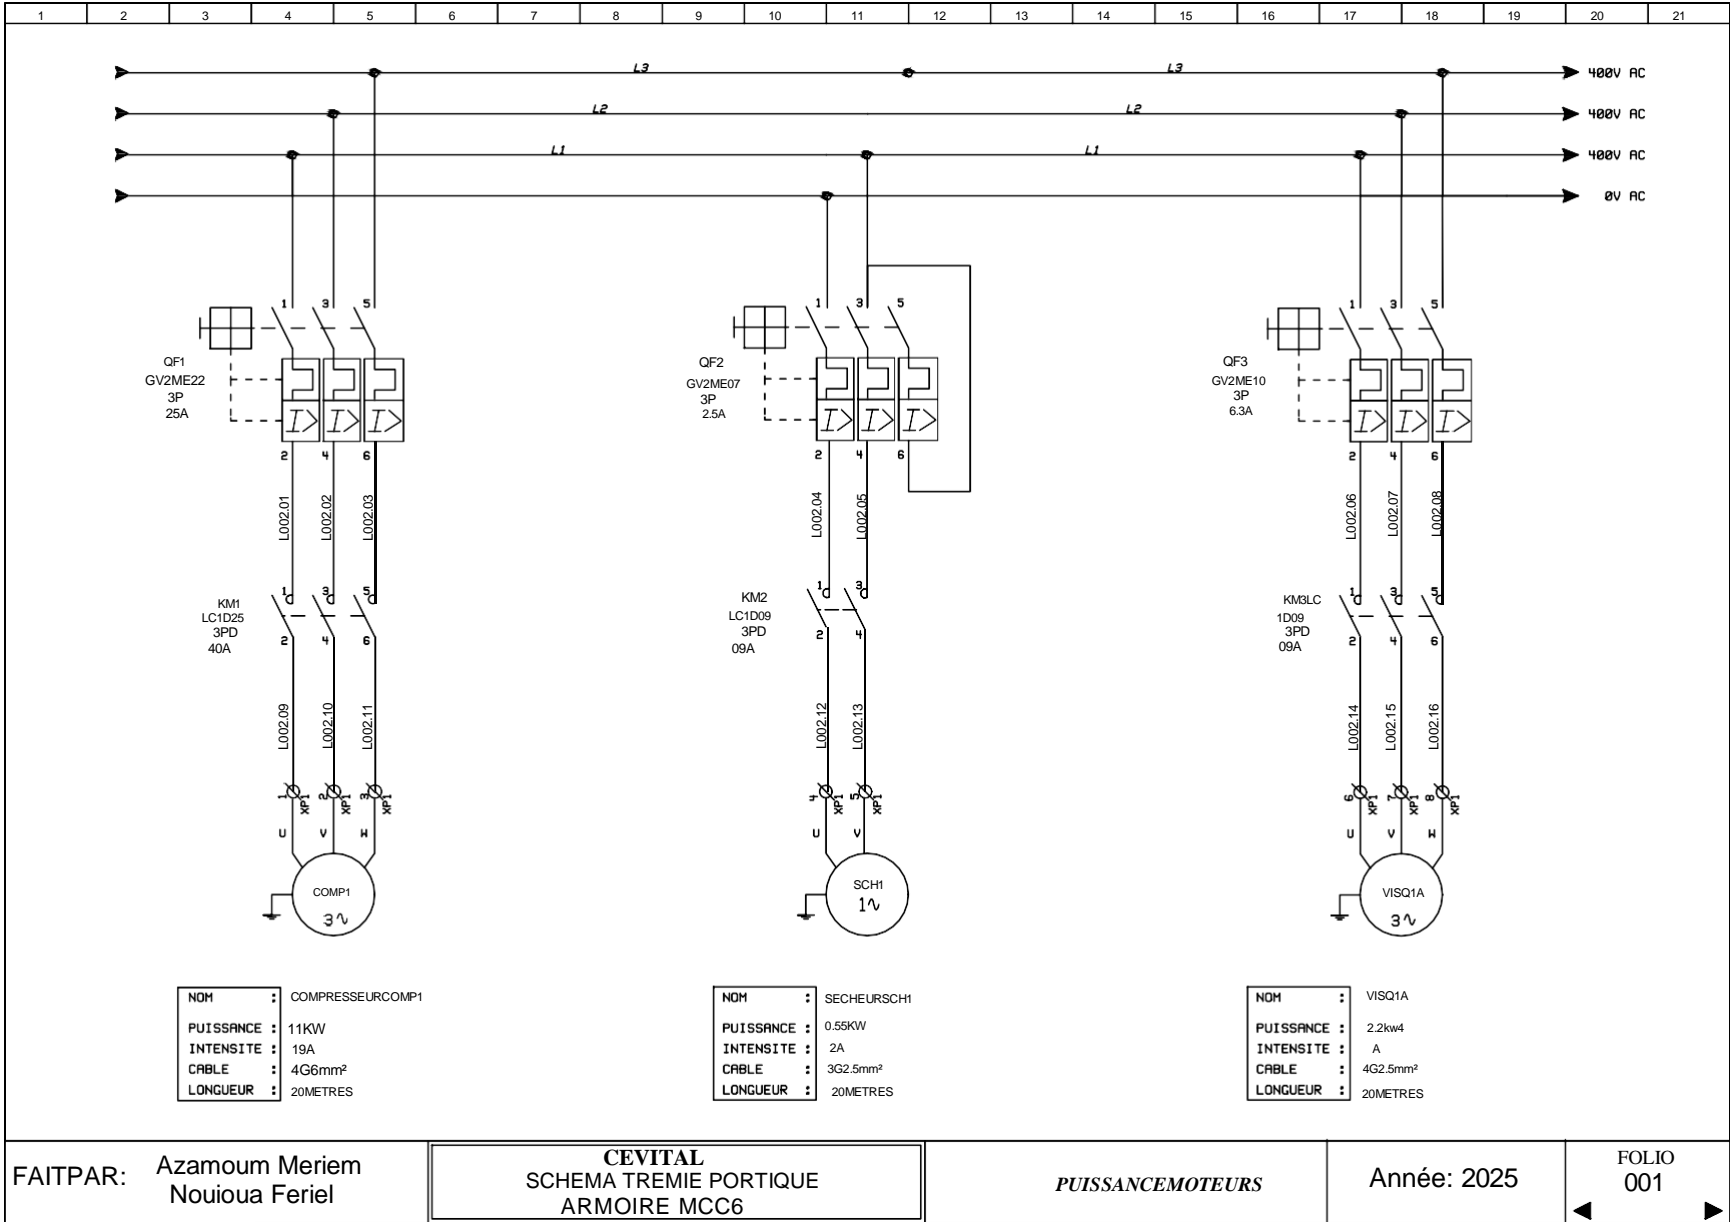 1 2 3 4 5 6 7 8 9 10 11 12 13 14 15 16 17 18 19 20 21
L3 L3 400V AC
L2 L2 400V AC
L1 L1 400V AC
0V AC
1 3 5
QF1
GV2ME22
3P
25A
I> I> I>
2 4 6
L002.01 L002.02 L002.03
1 3 5
KM1
LC1D25
3PD
40A
2 4 6
L002.09 L002.10 L002.11
1 XP1 2 XP1 3 XP1
U V W
COMP1
3∿
1 3 5
QF2
GV2ME07
3P
2.5A
I> I> I>
2 4 6
L002.04 L002.05
1 3
KM2
LC1D09
3PD
09A
2 4
L002.12 L002.13
4 XP1 5 XP1
U V
SCH1
1∿
1 3 5
QF3
GV2ME10
3P
6.3A
I> I> I>
2 4 6
L002.06 L002.07 L002.08
1 3 5
KM3LC
1D09
3PD
09A
2 4 6
L002.14 L002.15 L002.16
6 XP1 7 XP1 8 XP1
U V W
VISQ1A
3∿
NOM : COMPRESSEURCOMP1
PUISSANCE : 11KW
INTENSITE : 19A
CABLE : 4G6mm²
LONGUEUR : 20METRES
NOM : SECHEURSCH1
PUISSANCE : 0.55KW
INTENSITE : 2A
CABLE : 3G2.5mm²
LONGUEUR : 20METRES
NOM : VISQ1A
PUISSANCE : 2.2kw4
INTENSITE : A
CABLE : 4G2.5mm²
LONGUEUR : 20METRES
FAITPAR: Azamoum Meriem
Nouioua Feriel
CEVITAL
SCHEMA TREMIE PORTIQUE
ARMOIRE MCC6
PUISSANCEMOTEURS
Année: 2025
FOLIO
001